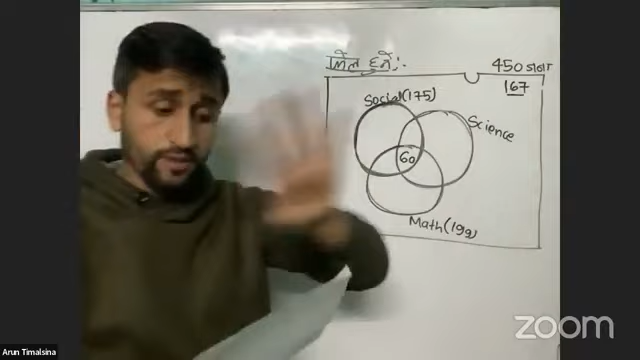 450 जना
167
Social(175)
Science
60
Math(199)
Arun Timalsina
zoom